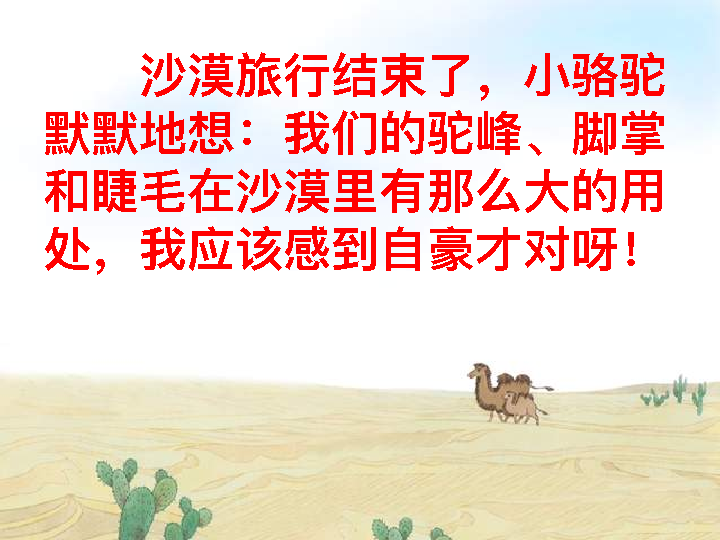 沙漠旅行结束了，小骆驼
默默地想：我们的驼峰、脚掌
和睫毛在沙漠里有那么大的用
处，我应该感到自豪才对呀！